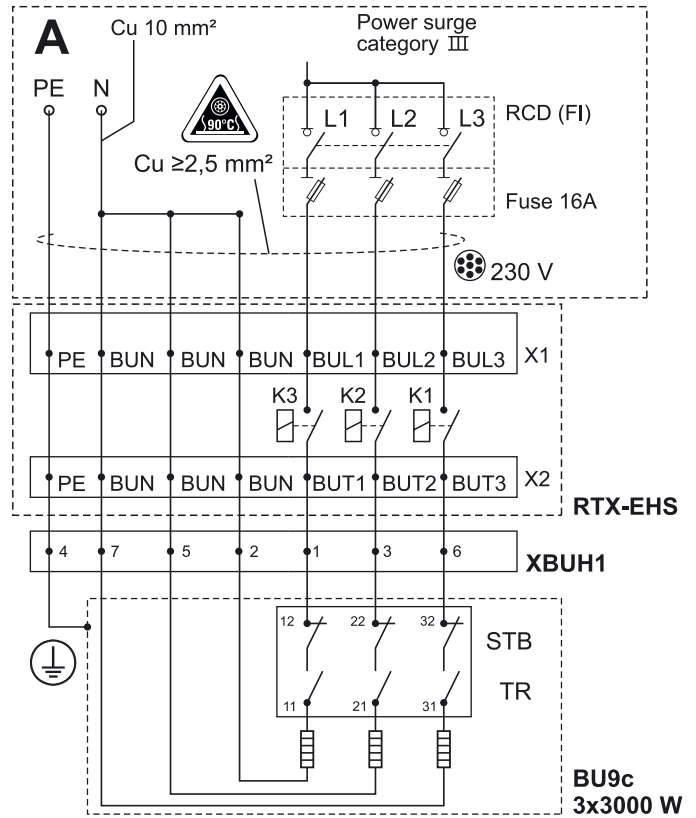 A
Cu 10 mm²
Power surge
category III
PE N
L1 L2 L3
RCD (FI)
90°C
Cu ≥2,5 mm²
Fuse 16A
230 V
PE BUN BUN BUN BUL1 BUL2 BUL3 X1
K3 K2 K1
PE BUN BUN BUN BUT1 BUT2 BUT3 X2
RTX-EHS
4 7 5 2 1 3 6
XBUH1
12 22 32
STB
TR
11 21 31
BU9c
3x3000 W